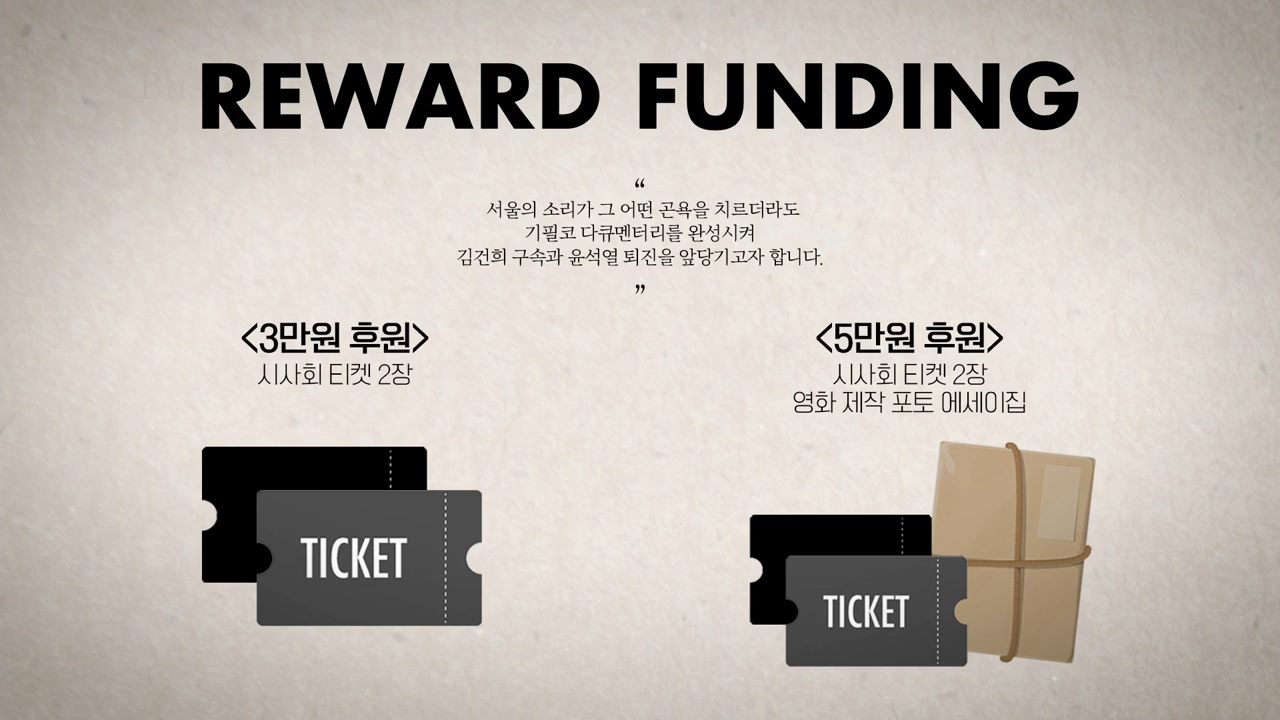 REWARD FUNDING
“
서울의 소리가 그 어떤 곤욕을 치르더라도
기필코 다큐멘터리를 완성시켜
김건희 구속과 윤석열 퇴진을 앞당기고자 합니다.
”
<3만원 후원>
시사회 티켓 2장
<5만원 후원>
시사회 티켓 2장
영화 제작 포토 에세이집
TICKET
TICKET